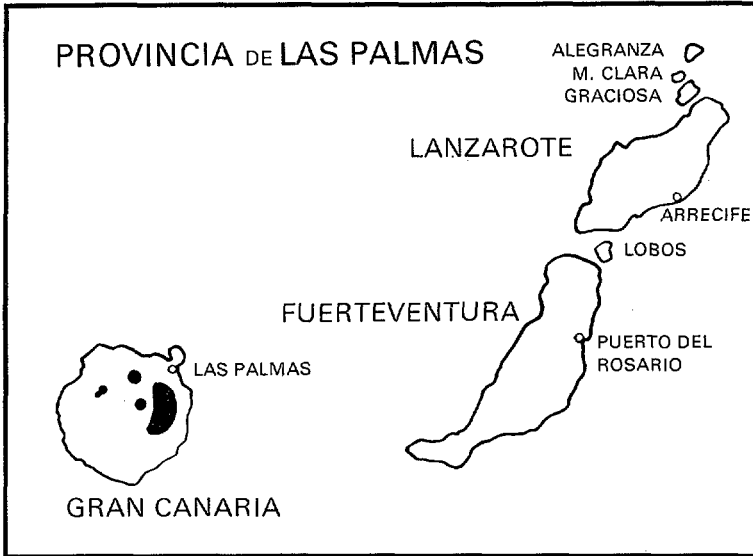 PROVINCIA DE LAS PALMAS
ALEGRANZA
M. CLARA
GRACIOSA
LANZAROTE
ARRECIFE
LOBOS
FUERTEVENTURA
PUERTO DEL
ROSARIO
LAS PALMAS
GRAN CANARIA